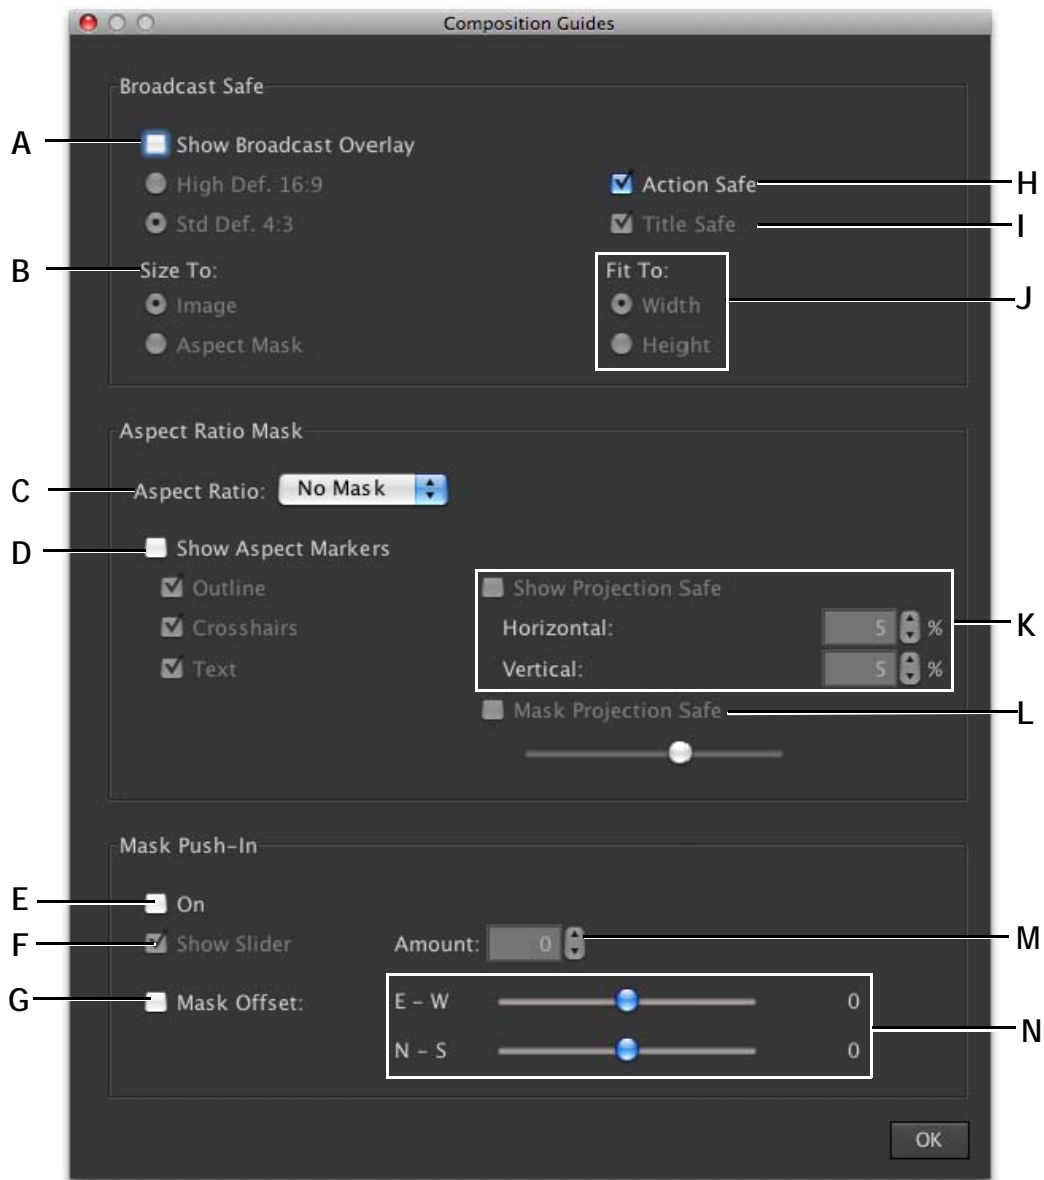 Composition Guides
Broadcast Safe
A
Show Broadcast Overlay
High Def. 16:9
Action Safe
H
Std Def. 4:3
Title Safe
I
B
Size To:
Fit To:
Image
Width
J
Aspect Mask
Height
Aspect Ratio Mask
C
Aspect Ratio:
No Mask
D
Show Aspect Markers
Outline
Show Projection Safe
Crosshairs
Horizontal:
5
%
K
Text
Vertical:
5
%
Mask Projection Safe
L
Mask Push-In
E
On
F
Show Slider
Amount:
0
M
G
Mask Offset:
E - W
0
N
N - S
0
OK